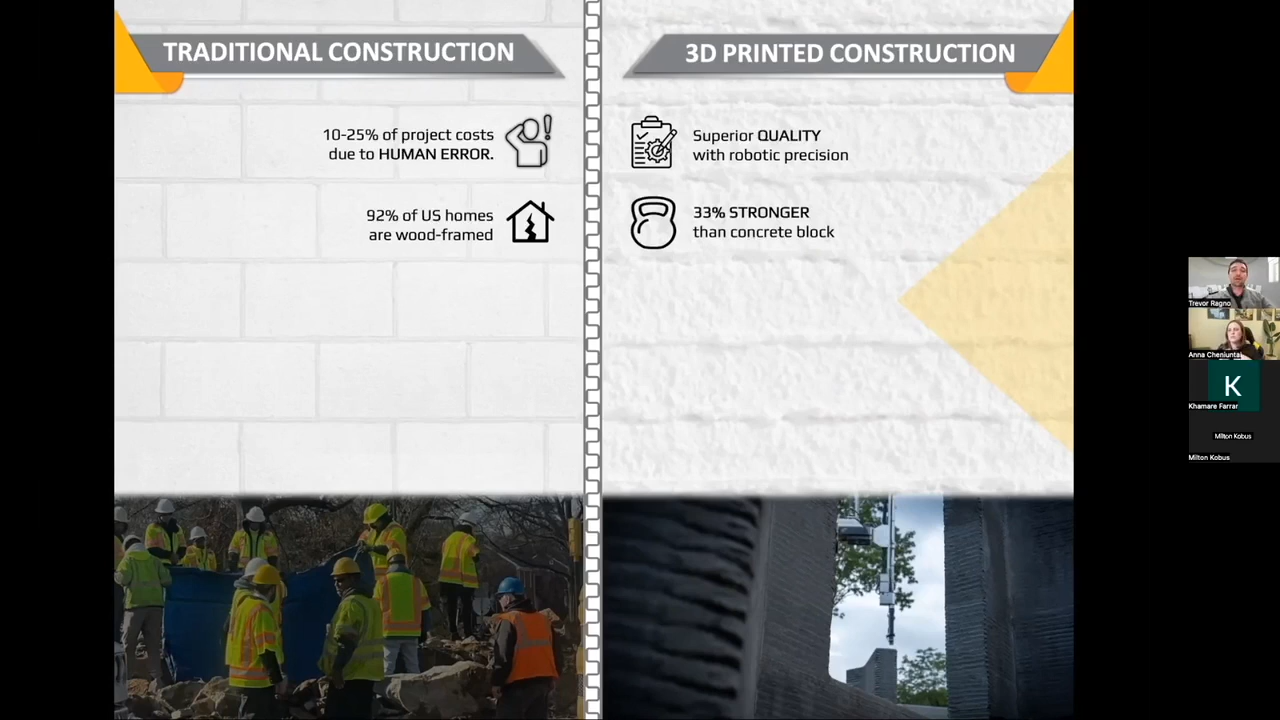 TRADITIONAL CONSTRUCTION
10-25% of project costs
due to HUMAN ERROR.
92% of US homes
are wood-framed
3D PRINTED CONSTRUCTION
Superior QUALITY
with robotic precision
33% STRONGER
than concrete block
Trevor Ragno
Anna Cheniuntai
K
Khamare Farrar
Milton Kobus
Milton Kobus